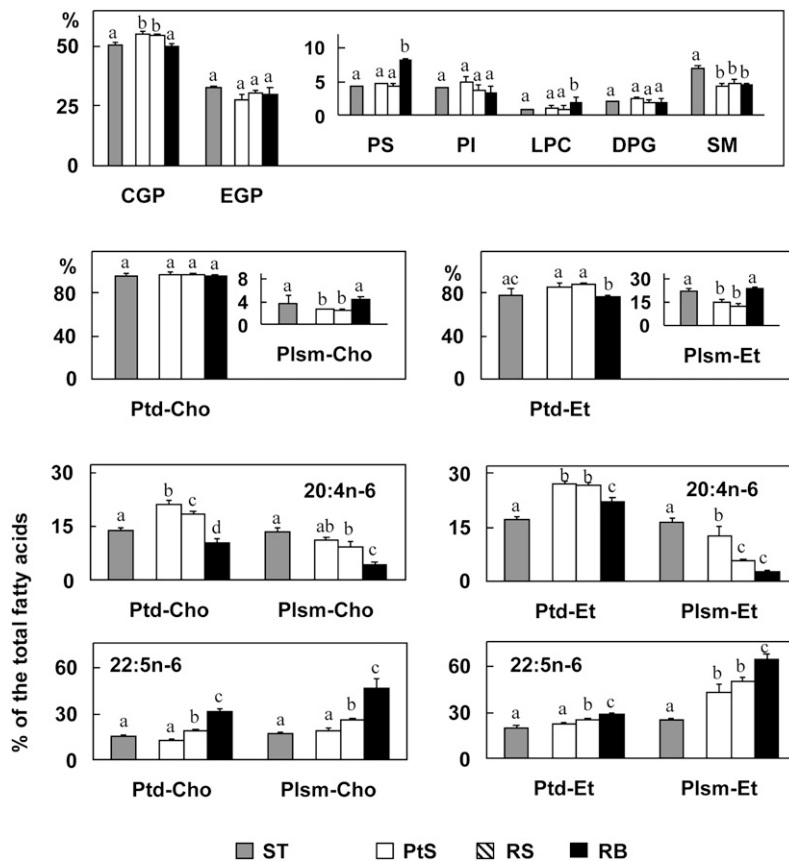 %
50
25
0
a b b a
a a a a
CGP EGP
10
5
0
a a a b
a a a a
a a a b
a a a a
a b b b
PS PI LPC DPG SM
%
80
40
0
a a a a
Ptd-Cho
8
4
0
a b b a
Plsm-Cho
%
80
40
0
ac a a b
Ptd-Et
30
15
0
a b b a
Plsm-Et
% of the total fatty acids
30
15
0
20:4n-6
a b c d
a ab b c
Ptd-Cho Plsm-Cho
30
15
0
20:4n-6
a b b c
a b c c
Ptd-Et Plsm-Et
60
30
0
22:5n-6
a a b c
a a b c
Ptd-Cho Plsm-Cho
60
30
0
22:5n-6
a a b c
a b b c
Ptd-Et Plsm-Et
ST PtS RS RB